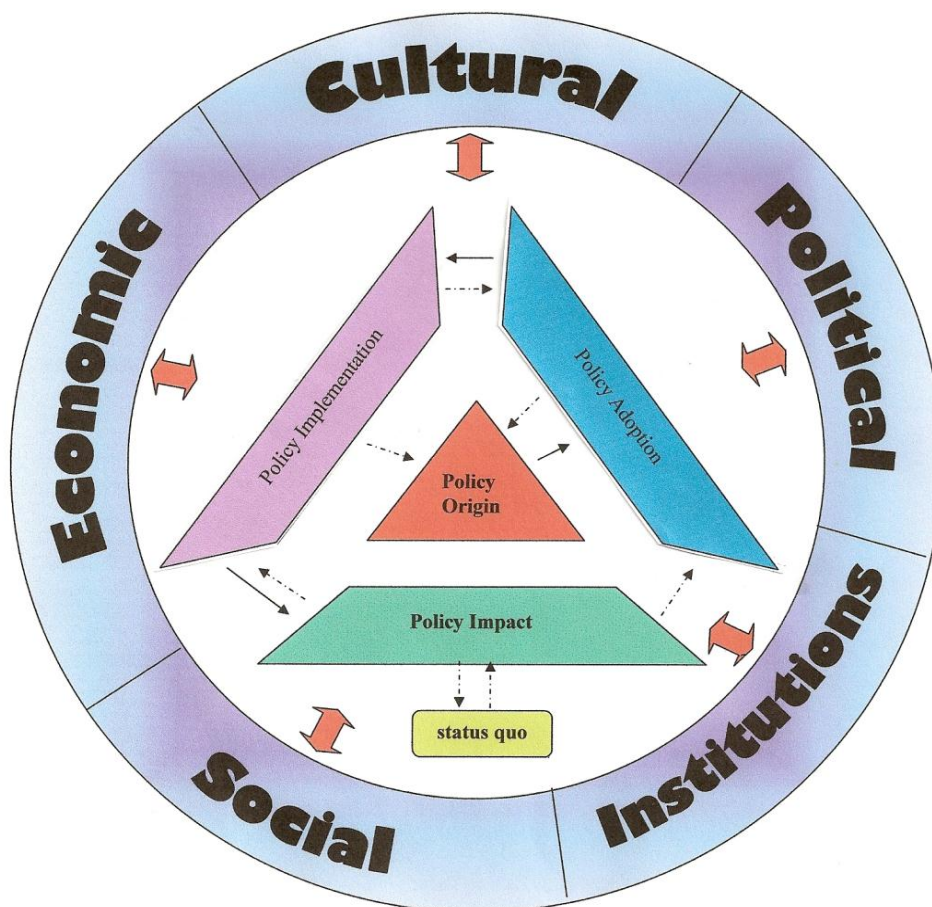 Cultural
Political
Economic
Policy Implementation
Policy Adoption
Policy
Origin
Policy Impact
status quo
Institutions
Social